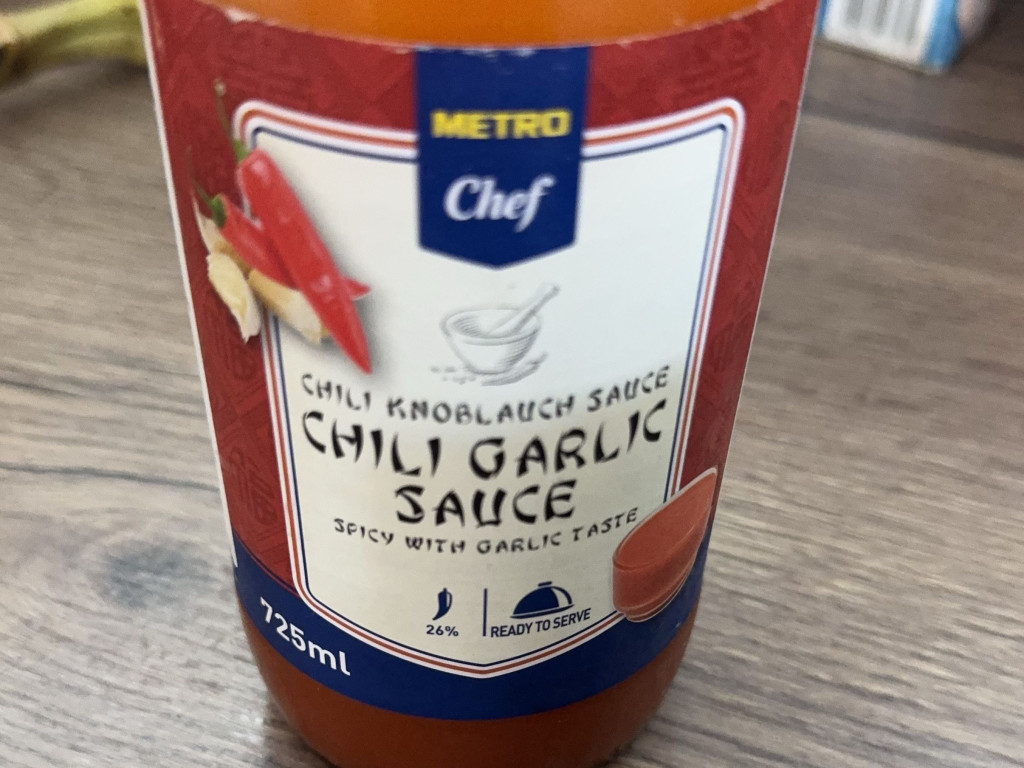 METRO
Chef
CHILI KNOBLAUCH SAUCE
CHILI GARLIC
SAUCE
SPICY WITH GARLIC TASTE
26%
READY TO SERVE
725ml